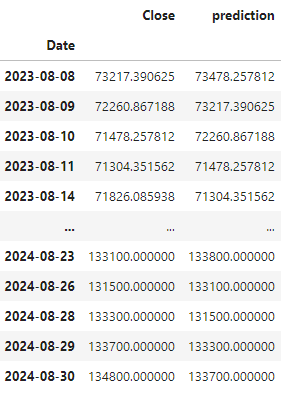 Close prediction
Date
2023-08-08 73217.390625 73478.257812
2023-08-09 72260.867188 73217.390625
2023-08-10 71478.257812 72260.867188
2023-08-11 71304.351562 71478.257812
2023-08-14 71826.085938 71304.351562
... ... ...
2024-08-23 133100.000000 133800.000000
2024-08-26 131500.000000 133100.000000
2024-08-28 133300.000000 131500.000000
2024-08-29 133700.000000 133300.000000
2024-08-30 134800.000000 133700.000000